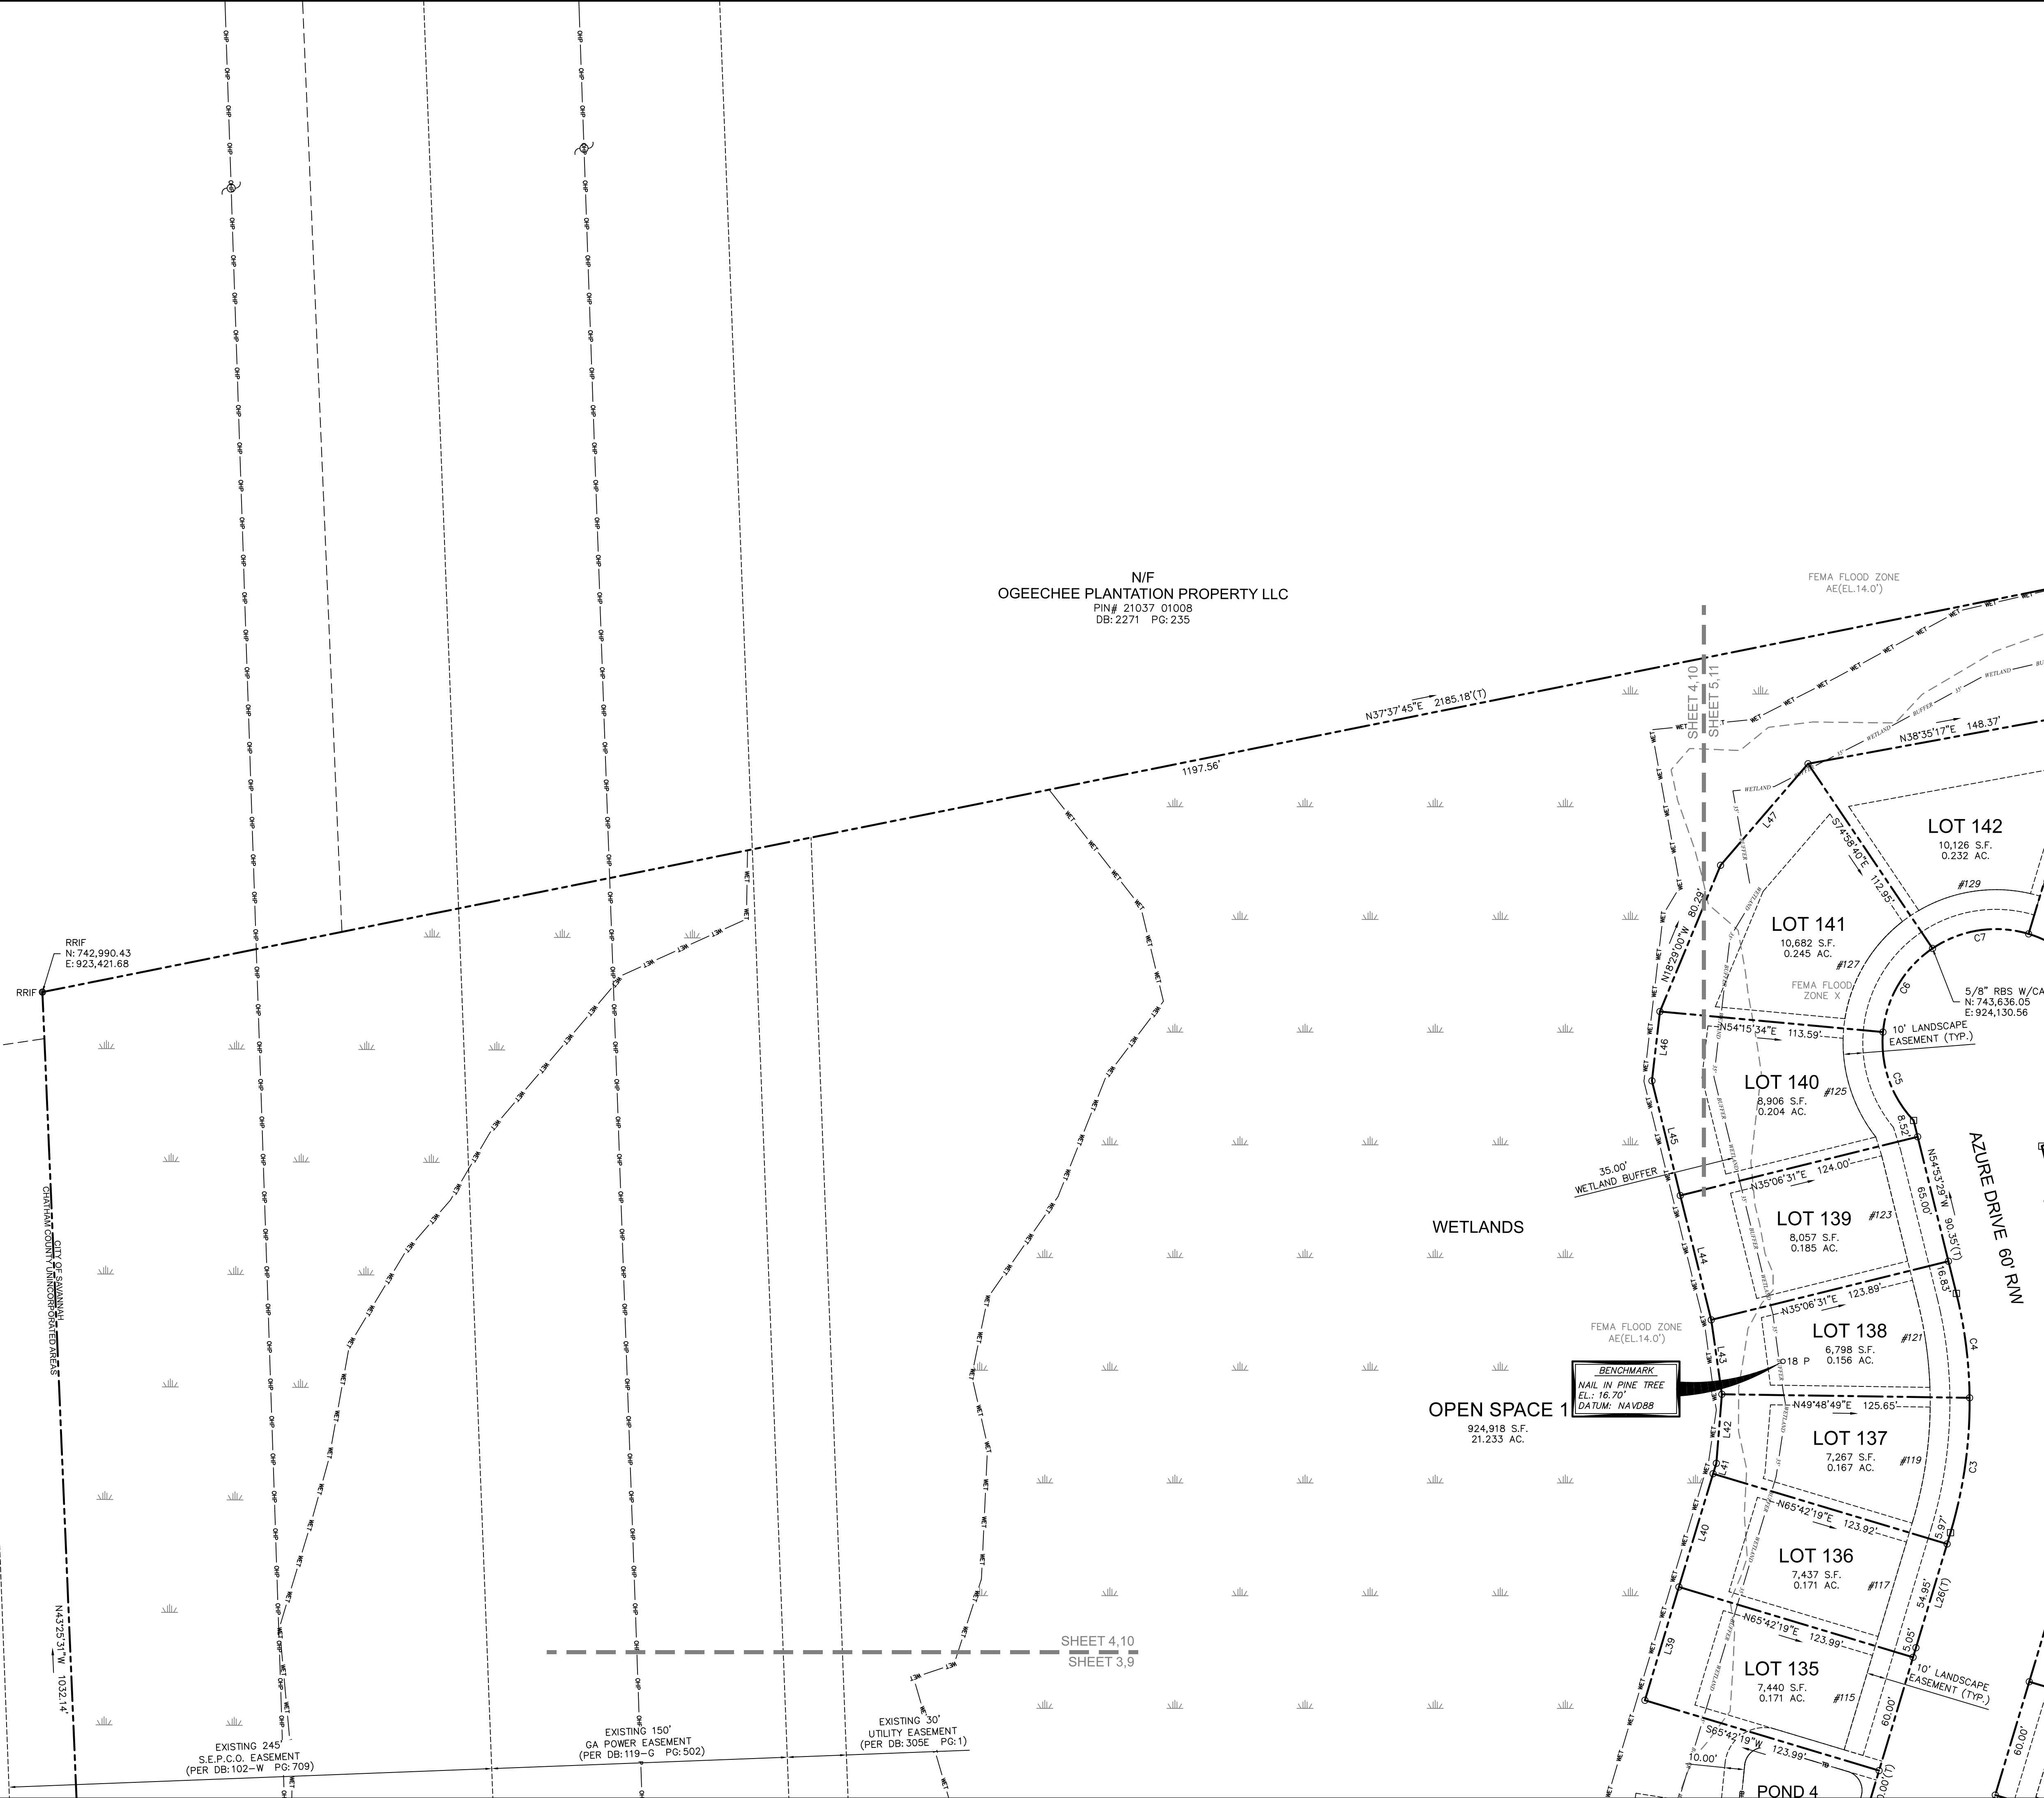 N/F
OGEECHEE PLANTATION PROPERTY LLC
PIN# 21037 01008
DB: 2271 PG: 235
FEMA FLOOD ZONE
AE(EL.14.0')
N37°37'45"E 2185.18'(T)
1197.56'
SHEET 4,10
SHEET 5,11
N38°35'17"E 148.37'
L47
S74°58'40"E 112.95'
LOT 142
10,126 S.F.
0.232 AC.
#129
RRIF
N: 742,990.43
E: 923,421.68
RRIF
N18°29'00"W 80.29'
LOT 141
10,682 S.F.
0.245 AC.
#127
FEMA FLOOD
ZONE X
C7
C6
N: 743,636.05
E: 924,130.56
N54°15'34"E 113.59'
10' LANDSCAPE
EASEMENT (TYP.)
L46
LOT 140
8,906 S.F.
0.204 AC.
#125
C5
8.52'
L45
35.00'
WETLAND BUFFER
N35°06'31"E 124.00'
N54°53'29"W 90.35'(T)
65.00'
AZURE DRIVE 60' R/W
WETLANDS
LOT 139
8,057 S.F.
0.185 AC.
#123
L44
16.83'
N35°06'31"E 123.89'
FEMA FLOOD ZONE
AE(EL.14.0')
LOT 138
6,798 S.F.
0.156 AC.
#121
L43
18 P
C4
BENCHMARK
NAIL IN PINE TREE
EL.: 16.70'
DATUM: NAVD88
OPEN SPACE 1
924,918 S.F.
21.233 AC.
N49°48'49"E 125.65'
LOT 137
7,267 S.F.
0.167 AC.
#119
L42
L41
C3
N65°42'19"E 123.92'
5.97'
L40
LOT 136
7,437 S.F.
0.171 AC.
#117
54.95'
L26(T)
N65°42'19"E 123.99'
5.05'
L39
LOT 135
7,440 S.F.
0.171 AC.
#115
10' LANDSCAPE
EASEMENT (TYP.)
60.00'
60.00'
S65°42'19"W 123.99'
10.00'
POND 4
CITY OF SAVANNAH
CHATHAM COUNTY UNINCORPORATED AREAS
N43°25'31"W 1032.14'
SHEET 4,10
SHEET 3,9
EXISTING 245'
S.E.P.C.O. EASEMENT
(PER DB: 102-W PG: 709)
EXISTING 150'
GA POWER EASEMENT
(PER DB: 119-G PG: 502)
EXISTING 30'
UTILITY EASEMENT
(PER DB: 305E PG: 1)
OHP
WET
35' WETLAND BUFFER